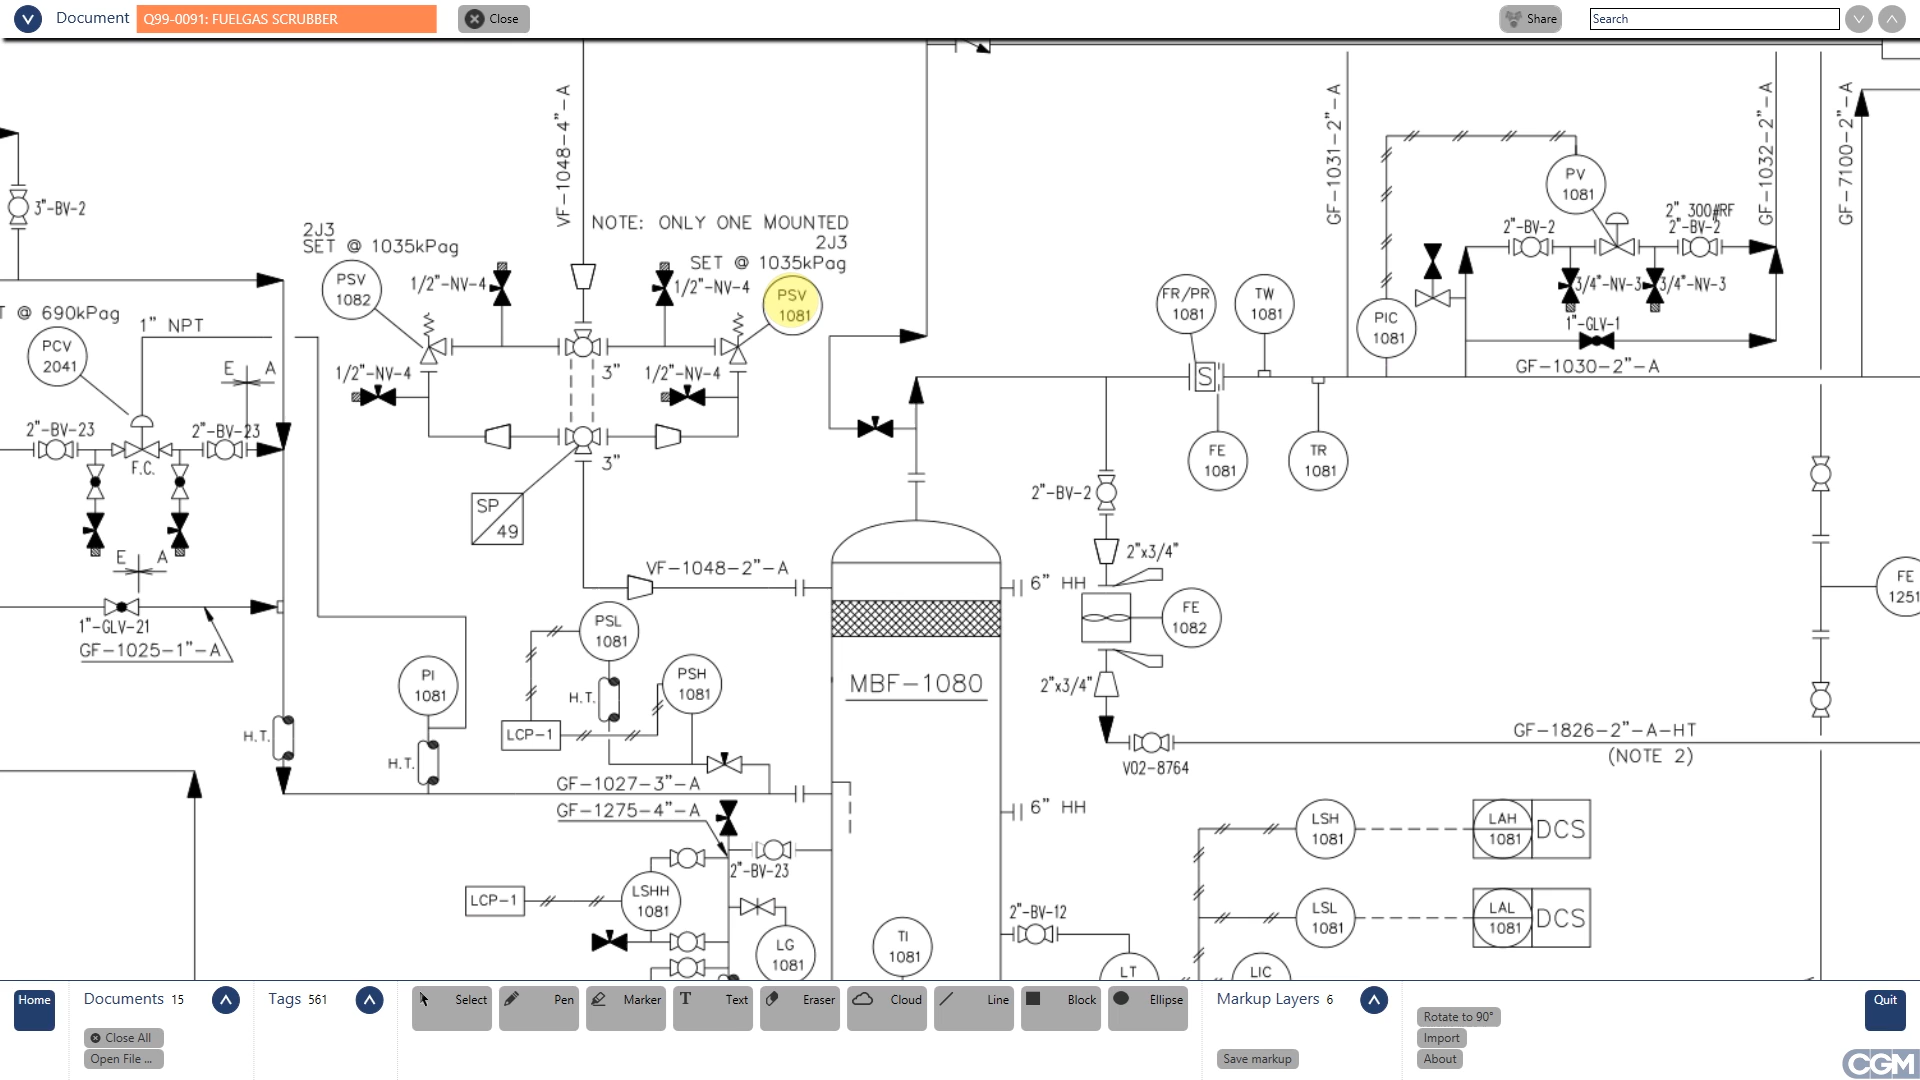 Document
Q99-0091: FUELGAS SCRUBBER
Close
Share
Search
VF-1048-4"-A
GF-1031-2"-A
GF-1032-2"-A
GF-7100-2"-A
PV
1081
3"-BV-2
2J3
SET @ 1035kPag
NOTE: ONLY ONE MOUNTED
2J3
SET @ 1035kPag
2" 300#RF
2"-BV-2
2"-BV-2
PSV
1082
1/2"-NV-4
1/2"-NV-4
PSV
1081
3/4"-NV-3
3/4"-NV-3
FR/PR
1081
TW
1081
PIC
1081
1"-GLV-1
GF-1030-2"-A
T @ 690kPag
1" NPT
PCV
2041
E A
1/2"-NV-4
3"
1/2"-NV-4
S
2"-BV-23
2"-BV-23
F.C.
3"
FE
1081
TR
1081
SP
49
2"-BV-2
E A
2"x3/4"
VF-1048-2"-A
6" HH
FE
1251
1"-GLV-21
GF-1025-1"-A
PSL
1081
FE
1082
PI
1081
H.T.
PSH
1081
MBF-1080
2"x3/4"
H.T.
LCP-1
H.T.
GF-1826-2"-A-HT
(NOTE 2)
V02-8764
GF-1027-3"-A
GF-1275-4"-A
6" HH
LSH
1081
LAH
1081
DCS
2"-BV-23
LCP-1
LSHH
1081
2"-BV-12
LSL
1081
LAL
1081
DCS
LG
1081
TI
1081
LT
LIC
Home
Documents 15
Tags 561
Select
Pen
Marker
Text
Eraser
Cloud
Line
Block
Ellipse
Markup Layers 6
Quit
Close All
Open File ...
Save markup
Rotate to 90°
Import
About
CGM